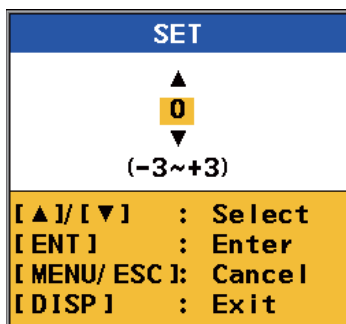 SET
▲
0
▼
(-3~+3)
[▲]/[▼] : Select
[ENT] : Enter
[MENU/ESC]: Cancel
[DISP] : Exit